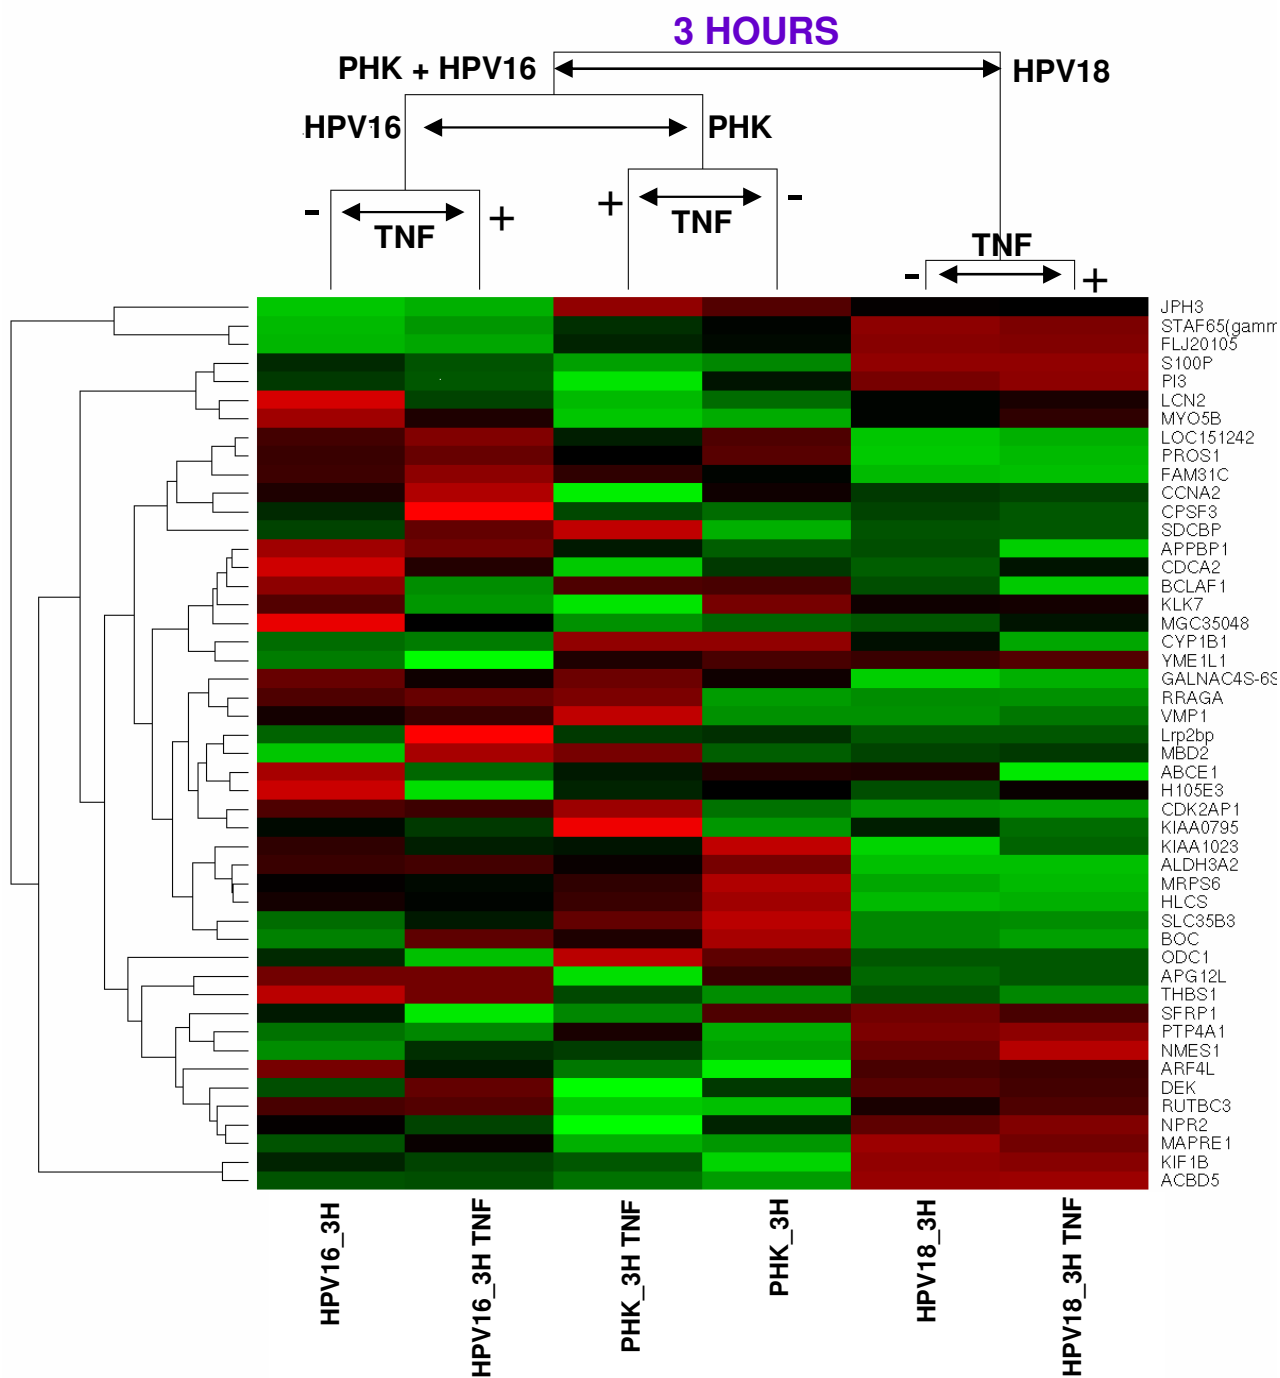 3 HOURS
PHK + HPV16
HPV18
HPV16
PHK
-
+
TNF
+
-
TNF
TNF
-
+
JPH3
STAF65(gamm
FLJ20105
S100P
PI3
LCN2
MYO5B
LOC151242
PROS1
FAM31C
CCNA2
CPSF3
SDCBP
APPBP1
CDCA2
BCLAF1
KLK7
MGC35048
CYP1B1
YME1L1
GALNAC4S-6S
RRAGA
VMP1
Lrp2bp
MBD2
ABCE1
H105E3
CDK2AP1
KIAA0795
KIAA1023
ALDH3A2
MRPS6
HLCS
SLC35B3
BOC
ODC1
APG12L
THBS1
SFRP1
PTP4A1
NMES1
ARF4L
DEK
RUTBC3
NPR2
MAPRE1
KIF1B
ACBD5
HPV16_3H
HPV16_3H TNF
PHK_3H TNF
PHK_3H
HPV18_3H
HPV18_3H TNF